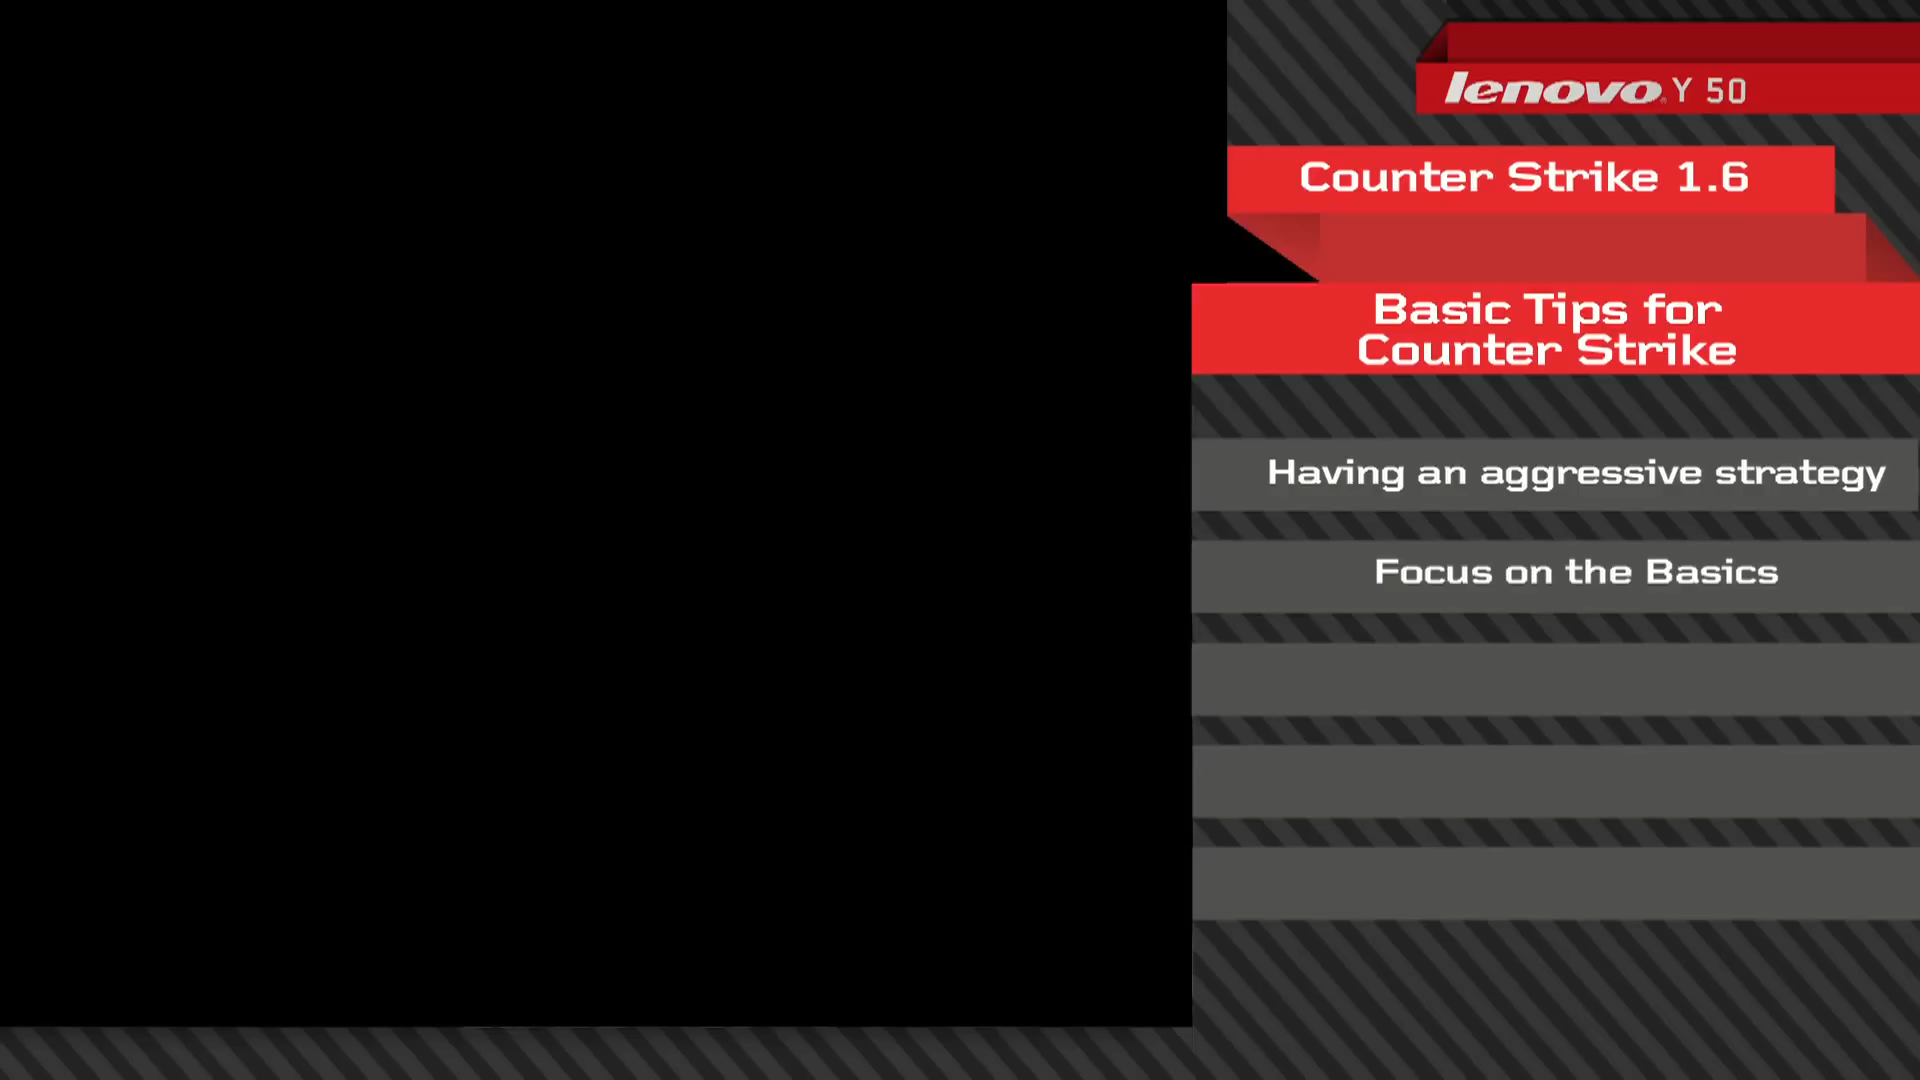 lenovo Y 50
Counter Strike 1.6
Basic Tips for
Counter Strike
Having an aggressive strategy
Focus on the Basics